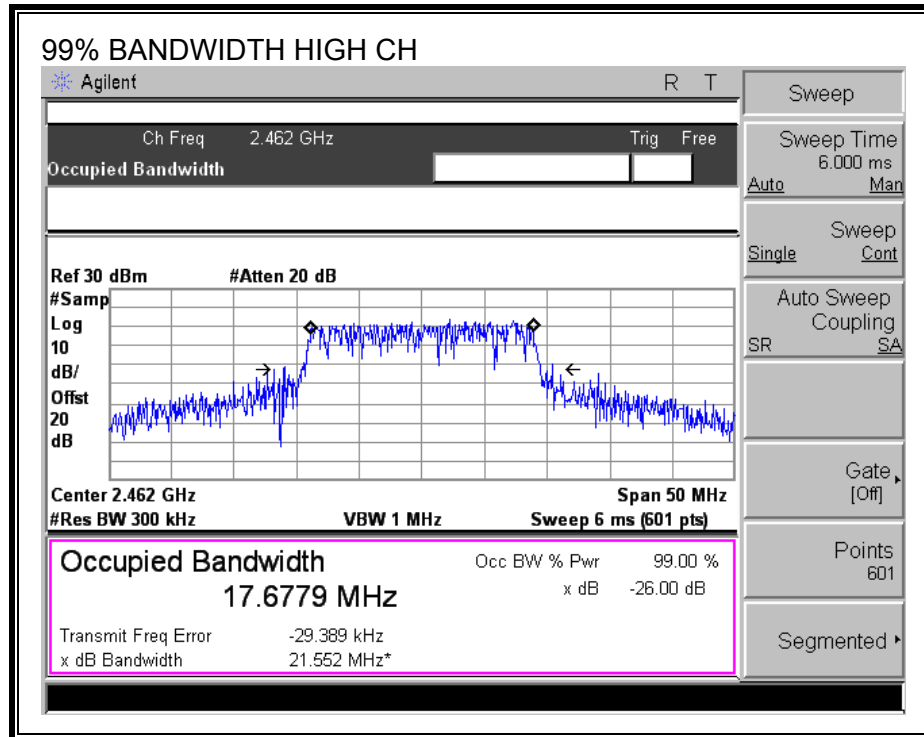 99% BANDWIDTH HIGH CH
Agilent R T
Ch Freq 2.462 GHz Trig Free
Occupied Bandwidth
Ref 30 dBm #Atten 20 dB
#Samp
Log
10
dB/
Offst
20
dB
Center 2.462 GHz Span 50 MHz
#Res BW 300 kHz VBW 1 MHz Sweep 6 ms (601 pts)
Occupied Bandwidth Occ BW % Pwr 99.00 %
17.6779 MHz x dB -26.00 dB
Transmit Freq Error -29.389 kHz
x dB Bandwidth 21.552 MHz*
Sweep
Sweep Time
6.000 ms
Auto Man
Sweep
Single Cont
Auto Sweep
Coupling
SR SA
Gate
[Off]
Points
601
Segmented